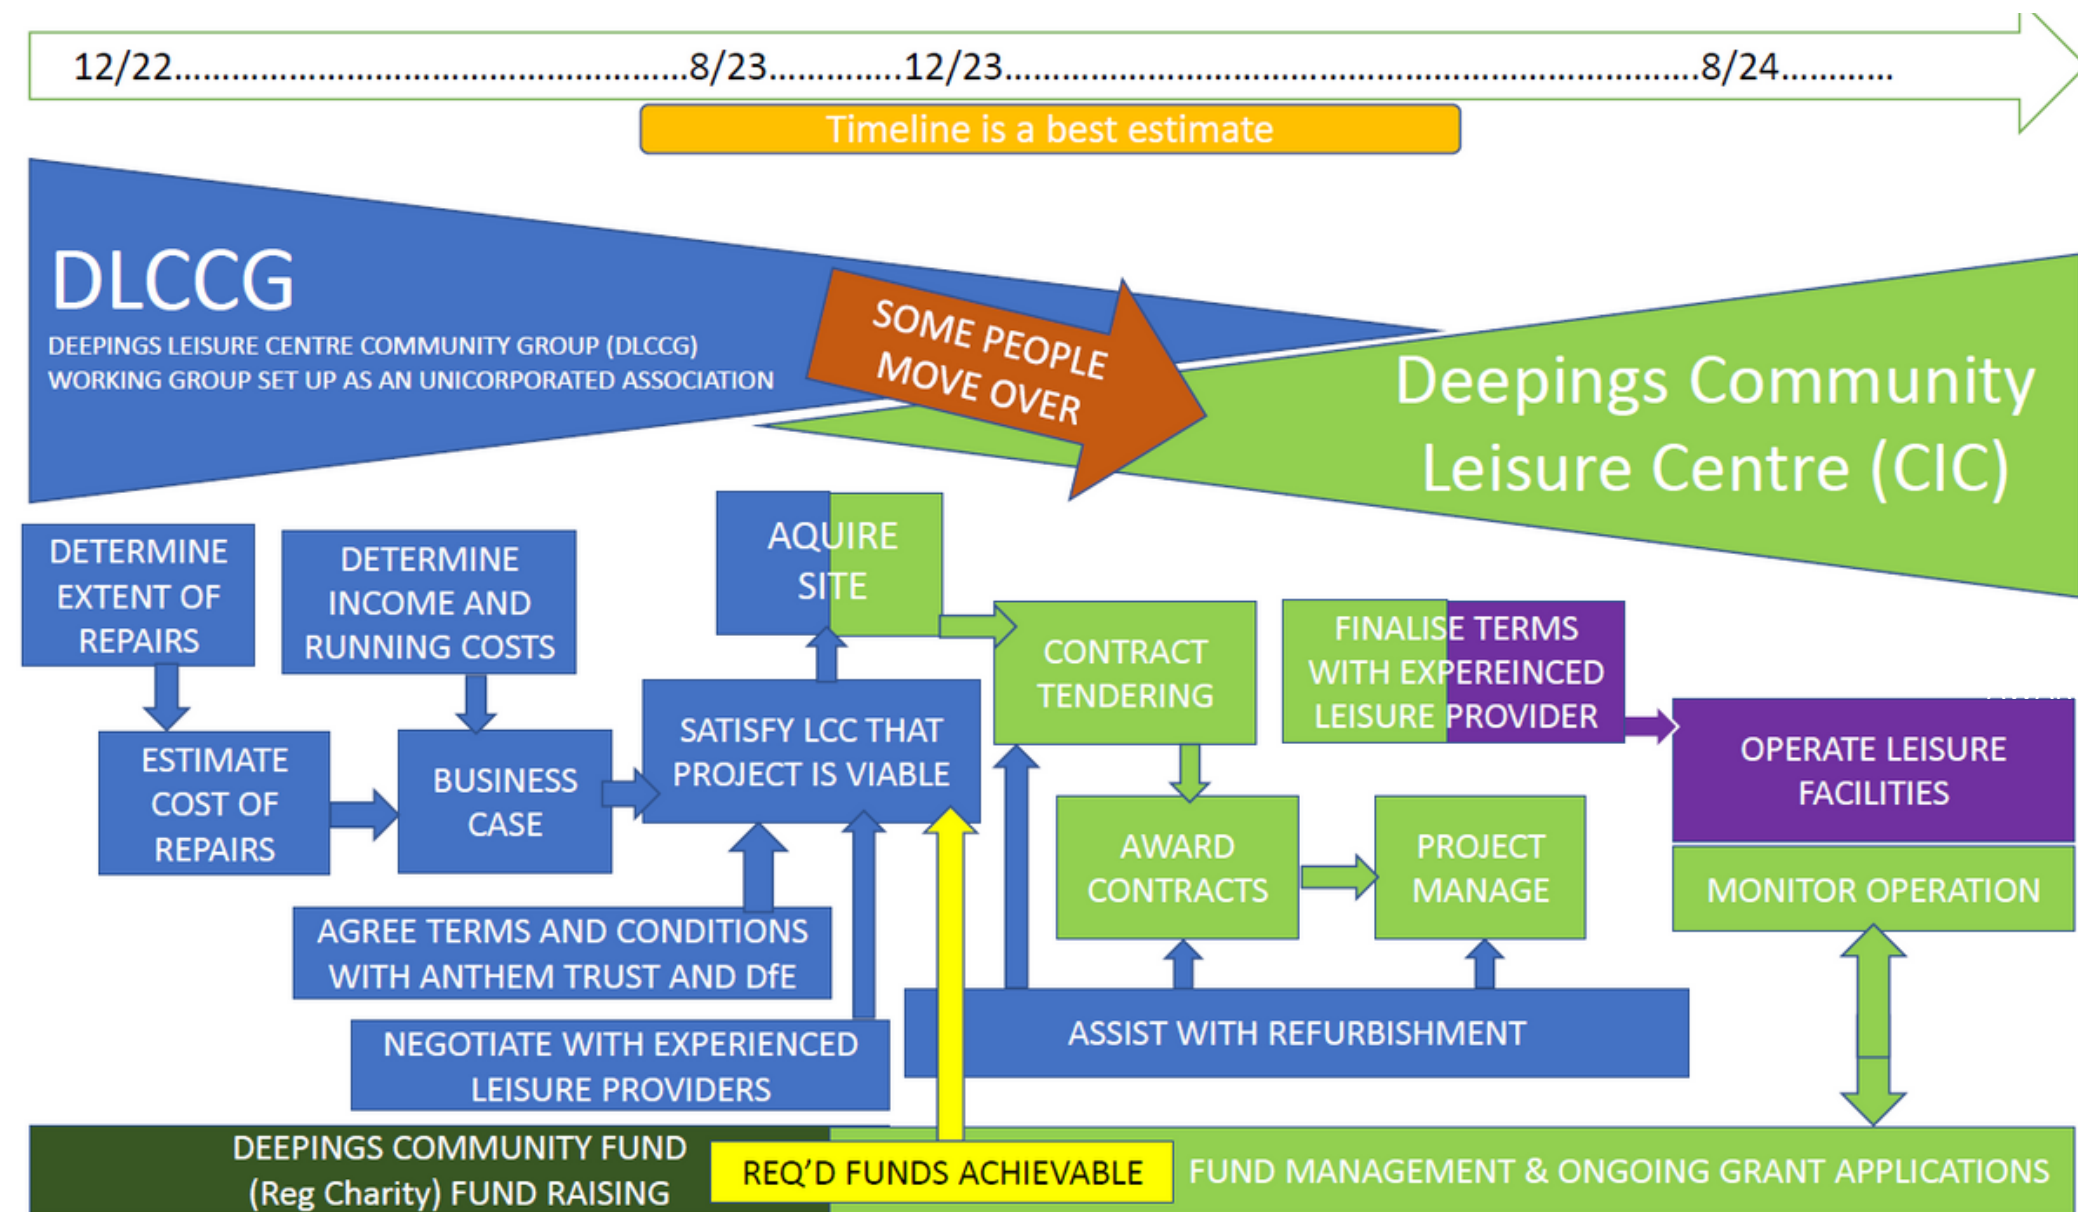 12/22……………………………………………8/23…………..12/23…………………………………………………………….8/24…………
Timeline is a best estimate
DLCCG
DEEPINGS LEISURE CENTRE COMMUNITY GROUP (DLCCG)
WORKING GROUP SET UP AS AN UNICORPORATED ASSOCIATION
SOME PEOPLE
MOVE OVER
Deepings Community
Leisure Centre (CIC)
DETERMINE
EXTENT OF
REPAIRS
DETERMINE
INCOME AND
RUNNING COSTS
AQUIRE
SITE
CONTRACT
TENDERING
FINALISE TERMS
WITH EXPEREINCED
LEISURE PROVIDER
ESTIMATE
COST OF
REPAIRS
BUSINESS
CASE
SATISFY LCC THAT
PROJECT IS VIABLE
OPERATE LEISURE
FACILITIES
AWARD
CONTRACTS
PROJECT
MANAGE
MONITOR OPERATION
AGREE TERMS AND CONDITIONS
WITH ANTHEM TRUST AND DfE
NEGOTIATE WITH EXPERIENCED
LEISURE PROVIDERS
ASSIST WITH REFURBISHMENT
DEEPINGS COMMUNITY FUND
(Reg Charity) FUND RAISING
REQ'D FUNDS ACHIEVABLE
FUND MANAGEMENT & ONGOING GRANT APPLICATIONS